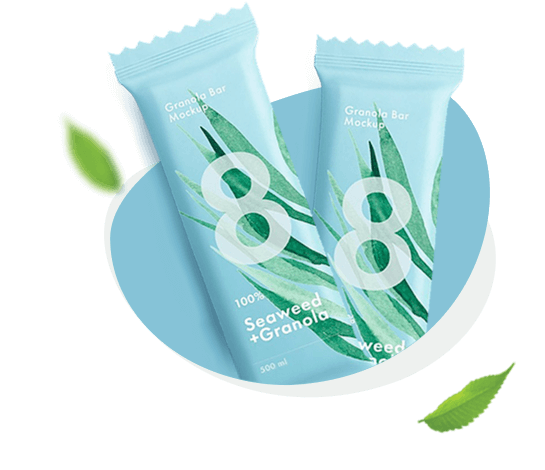 Granola Bar
Mockup
8
100%
Seaweed
+Granola
500 ml
Granola Bar
Mockup
8
weed